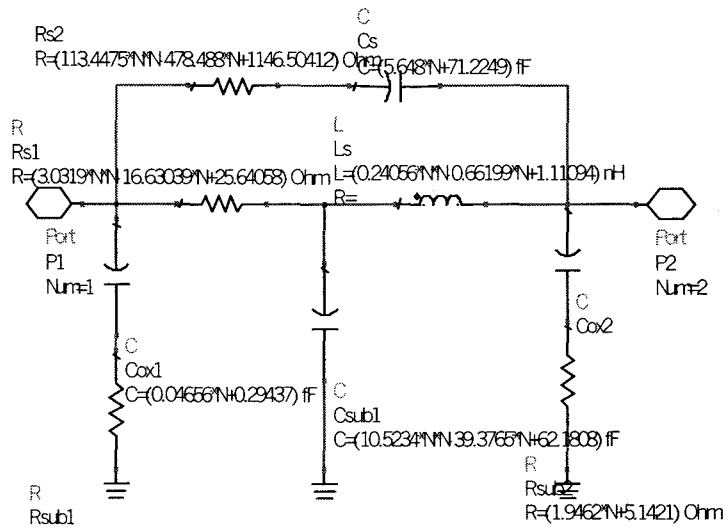 C
Rs2
Cs
R=(113.4475*N*N-478.488*N+1146.50412) Ohm
C=(5.648*N+71.2249) fF
R
L
Rs1
Ls
R=(3.0319*N*N-16.63039*N+25.64058) Ohm
L=(0.24056*N*N-0.66199*N+1.11094) nH
R=
Port
P1
Num=1
Port
P2
Num=2
C
Cox2
C
Cox1
C=(0.04656*N+0.29437) fF
C
Csub1
C=(10.5234*N*N-39.3765*N+62.1808) fF
R
Rsub1
R
Rsub2
R=(1.9462*N+5.1421) Ohm